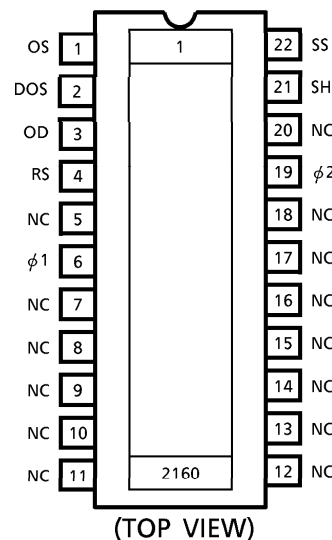 OS 1 1 22 SS
DOS 2 21 SH
OD 3 20 NC
RS 4 19 ϕ2
NC 5 18 NC
ϕ1 6 17 NC
NC 7 16 NC
NC 8 15 NC
NC 9 14 NC
NC 10 13 NC
NC 11 2160 12 NC
(TOP VIEW)